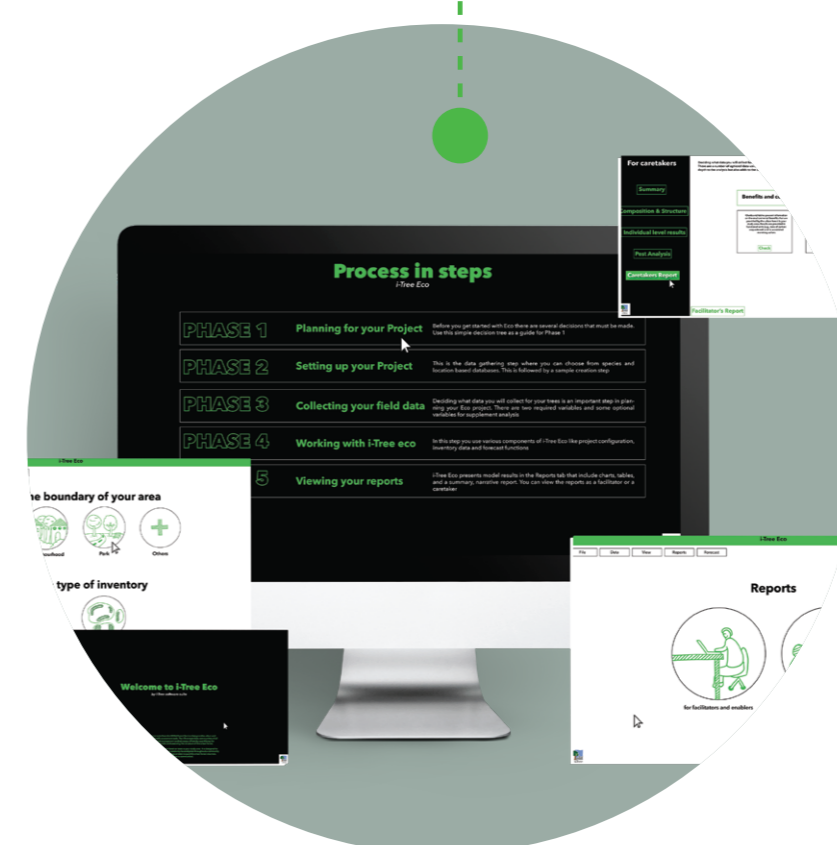 For caretakers
Summary
Composition & Structure
Individual level results
Pest Analysis
Caretakers Report
Benefits and
Check
Facilitator's Report
Process in steps
i-Tree Eco
PHASE 1
Planning for your Project
Before you get started with Eco there are several decisions that must be made.
Use this simple decision tree as a guide for Phase 1
PHASE 2
Setting up your Project
This is the data gathering step where you can choose from species and
location based databases. This is followed by a sample creation step
PHASE 3
Collecting your field data
Deciding what data you will collect for your trees is an important step in plan-
ning your Eco project. There are two required variables and some optional
variables for supplement analysis
PHASE 4
Working with i-Tree eco
In this step you use various components of i-Tree Eco like project configuration,
inventory data and forecast functions
5
Viewing your reports
i-Tree Eco presents model results in the Reports tab that include charts, tables,
and a summary, narrative report. You can view the reports as a facilitator or a
caretaker
i-Tree Eco
boundary of your area
Park
Others
type of inventory
Welcome to i-Tree Eco
i-Tree Eco
File
Data
View
Reports
Forecast
Reports
for facilitators and enablers